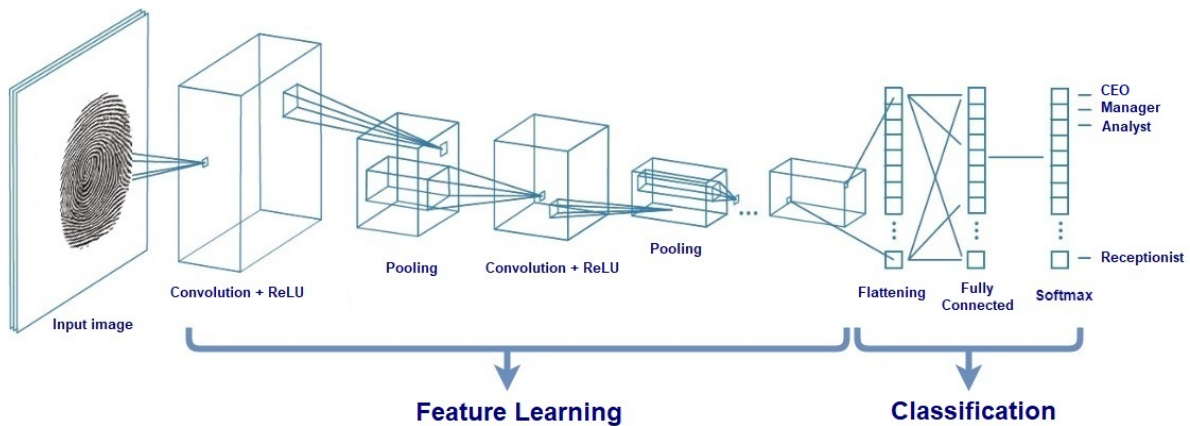 CEO
Manager
Analyst
Pooling
Pooling
Convolution + ReLU
Receptionist
Convolution + ReLU
Flattening
Fully
Connected
Softmax
Input image
...
Feature Learning
Classification